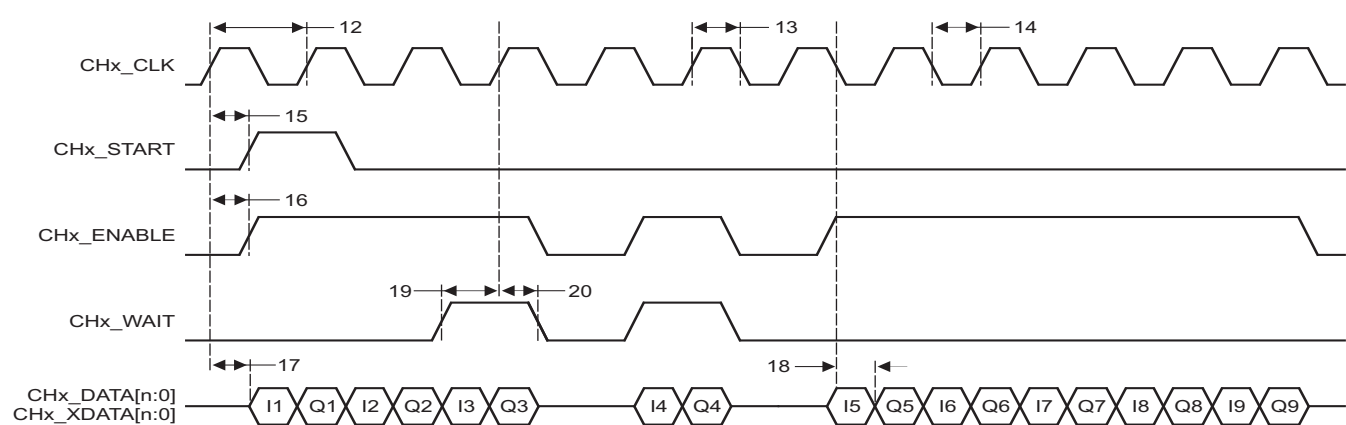 12 13 14
CHx_CLK
15
CHx_START
16
CHx_ENABLE
19 20
CHx_WAIT
17 18
CHx_DATA[n:0]
CHx_XDATA[n:0]
I1 Q1 I2 Q2 I3 Q3 I4 Q4 I5 Q5 I6 Q6 I7 Q7 I8 Q8 I9 Q9